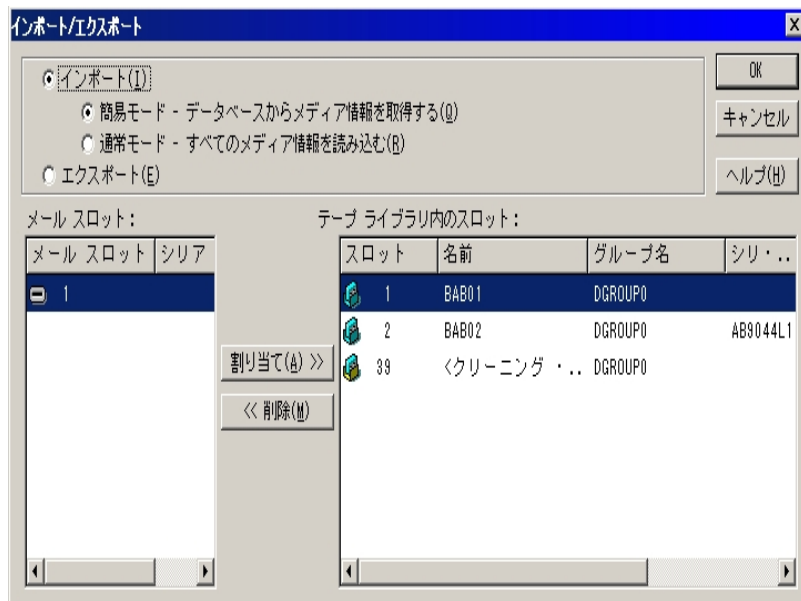 インポート/エクスポート
インポート(I)
簡易モード - データベースからメディア情報を取得する(Q)
通常モード - すべてのメディア情報を読み込む(R)
エクスポート(E)
OK
キャンセル
ヘルプ(H)
メール スロット:
メール スロット シリア
1
割り当て(A) >>
<< 削除(M)
テープ ライブラリ内のスロット:
スロット 名前 グループ名 シリ・..
1 BAB01 DGROUP0
2 BAB02 DGROUP0 AB9044L1
39 <クリーニング ・.. DGROUP0